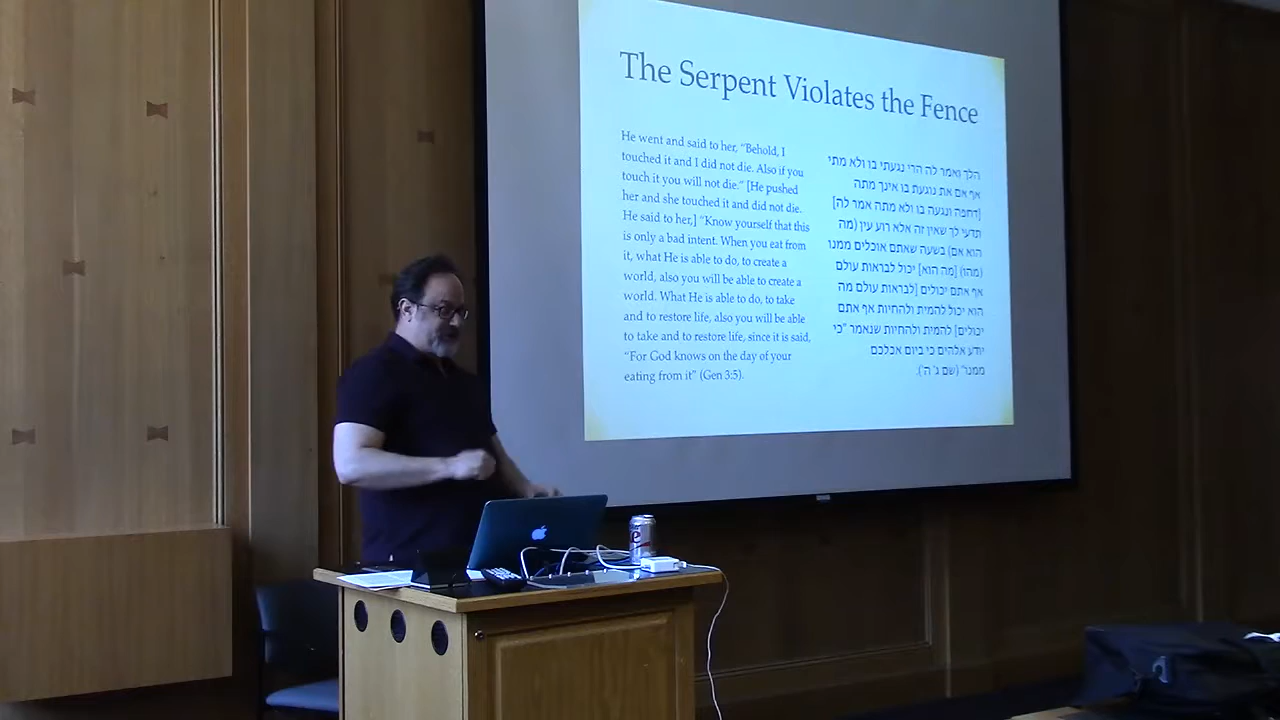 The Serpent Violates the Fence
He went and said to her, “Behold, I
touched it and I did not die. Also if you
touch it you will not die.” [He pushed
her and she touched it and did not die.
He said to her,] “Know yourself that this
is only a bad intent. When you eat from
it, what He is able to do, to create a
world, also you will be able to create a
world. What He is able to do, to take
and to restore life, also you will be able
to take and to restore life, since it is said,
“For God knows on the day of your
eating from it” (Gen 3:5).
הלך ואמר לה הרי נגעתי בו ולא מתי
אף אם את נוגעת בו אינך מתה
[דחפה ונגעה בו ולא מתה אמר לה]
תדעי לך שאין זה אלא רוע עין (מה
הוא אם) בשעה שאתם אוכלים ממנו
(מהו) [מה הוא] יכול לבראות עולם
אף אתם יכולים [לבראות עולם מה
הוא יכול להמית ולהחיות אף אתם
יכולים] להמית ולהחיות שנאמר ״כי
יודע אלהים כי ביום אכלכם
ממנו״ (שם ג׳ ה׳).